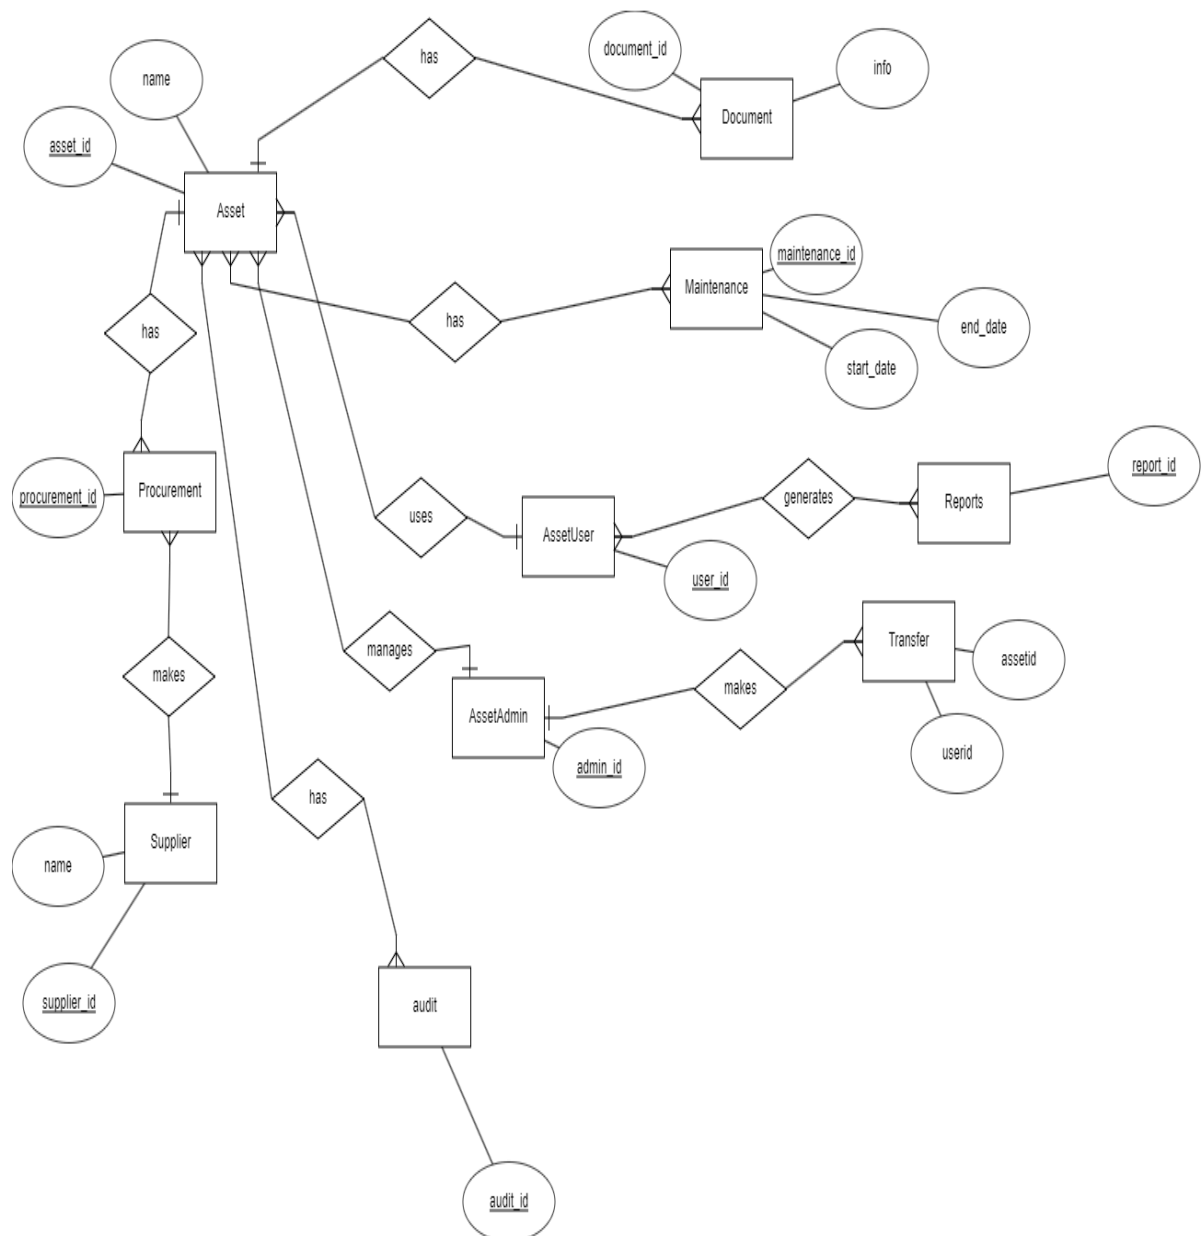 has
document_id
info
name
Document
asset_id
Asset
maintenance_id
Maintenance
has
end_date
has
start_date
report_id
procurement_id
Procurement
generates
Reports
uses
AssetUser
user_id
Transfer
assetid
manages
makes
makes
AssetAdmin
userid
admin_id
has
Supplier
name
supplier_id
audit
audit_id